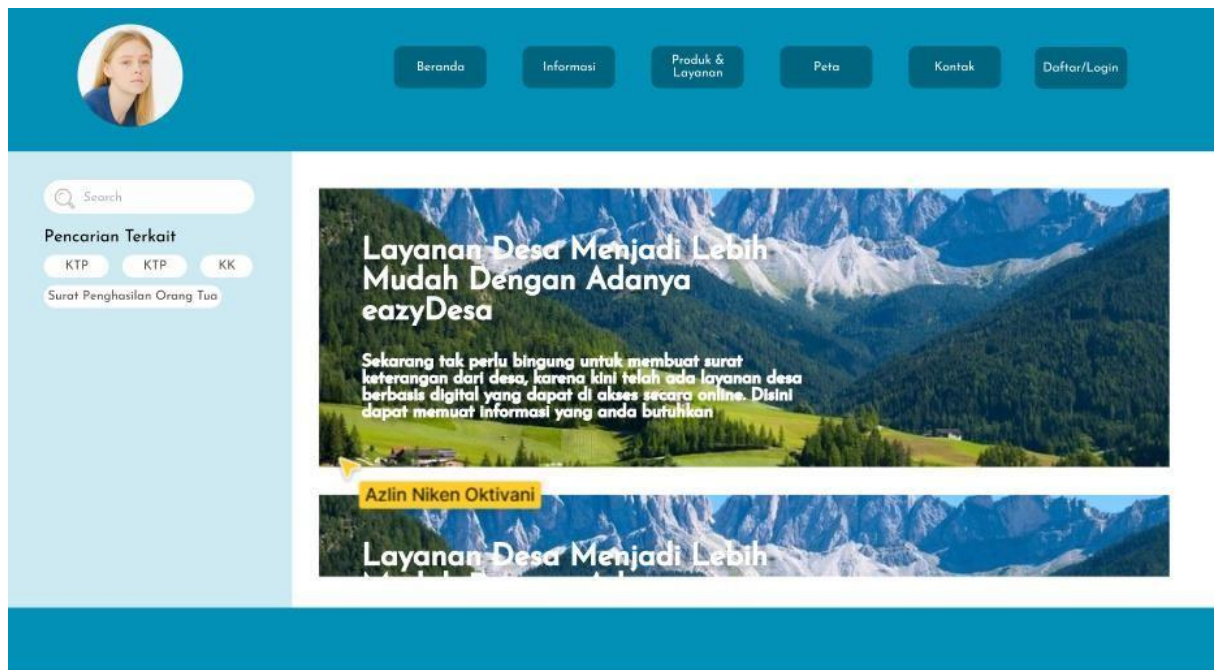 Beranda
Informasi
Produk &
Layanan
Peta
Kontak
Daftar/Login
Search
Pencarian Terkait
KTP
KTP
KK
Surat Penghasilan Orang Tua
Layanan Desa Menjadi Lebih
Mudah Dengan Adanya
eazyDesa
Sekarang tak perlu bingung untuk membuat surat
keterangan dari desa, karena kini telah ada layanan desa
berbasis digital yang dapat di akses secara online. Disini
dapat memuat informasi yang anda butuhkan
Azlin Niken Oktivani
Layanan Desa Menjadi Lebih